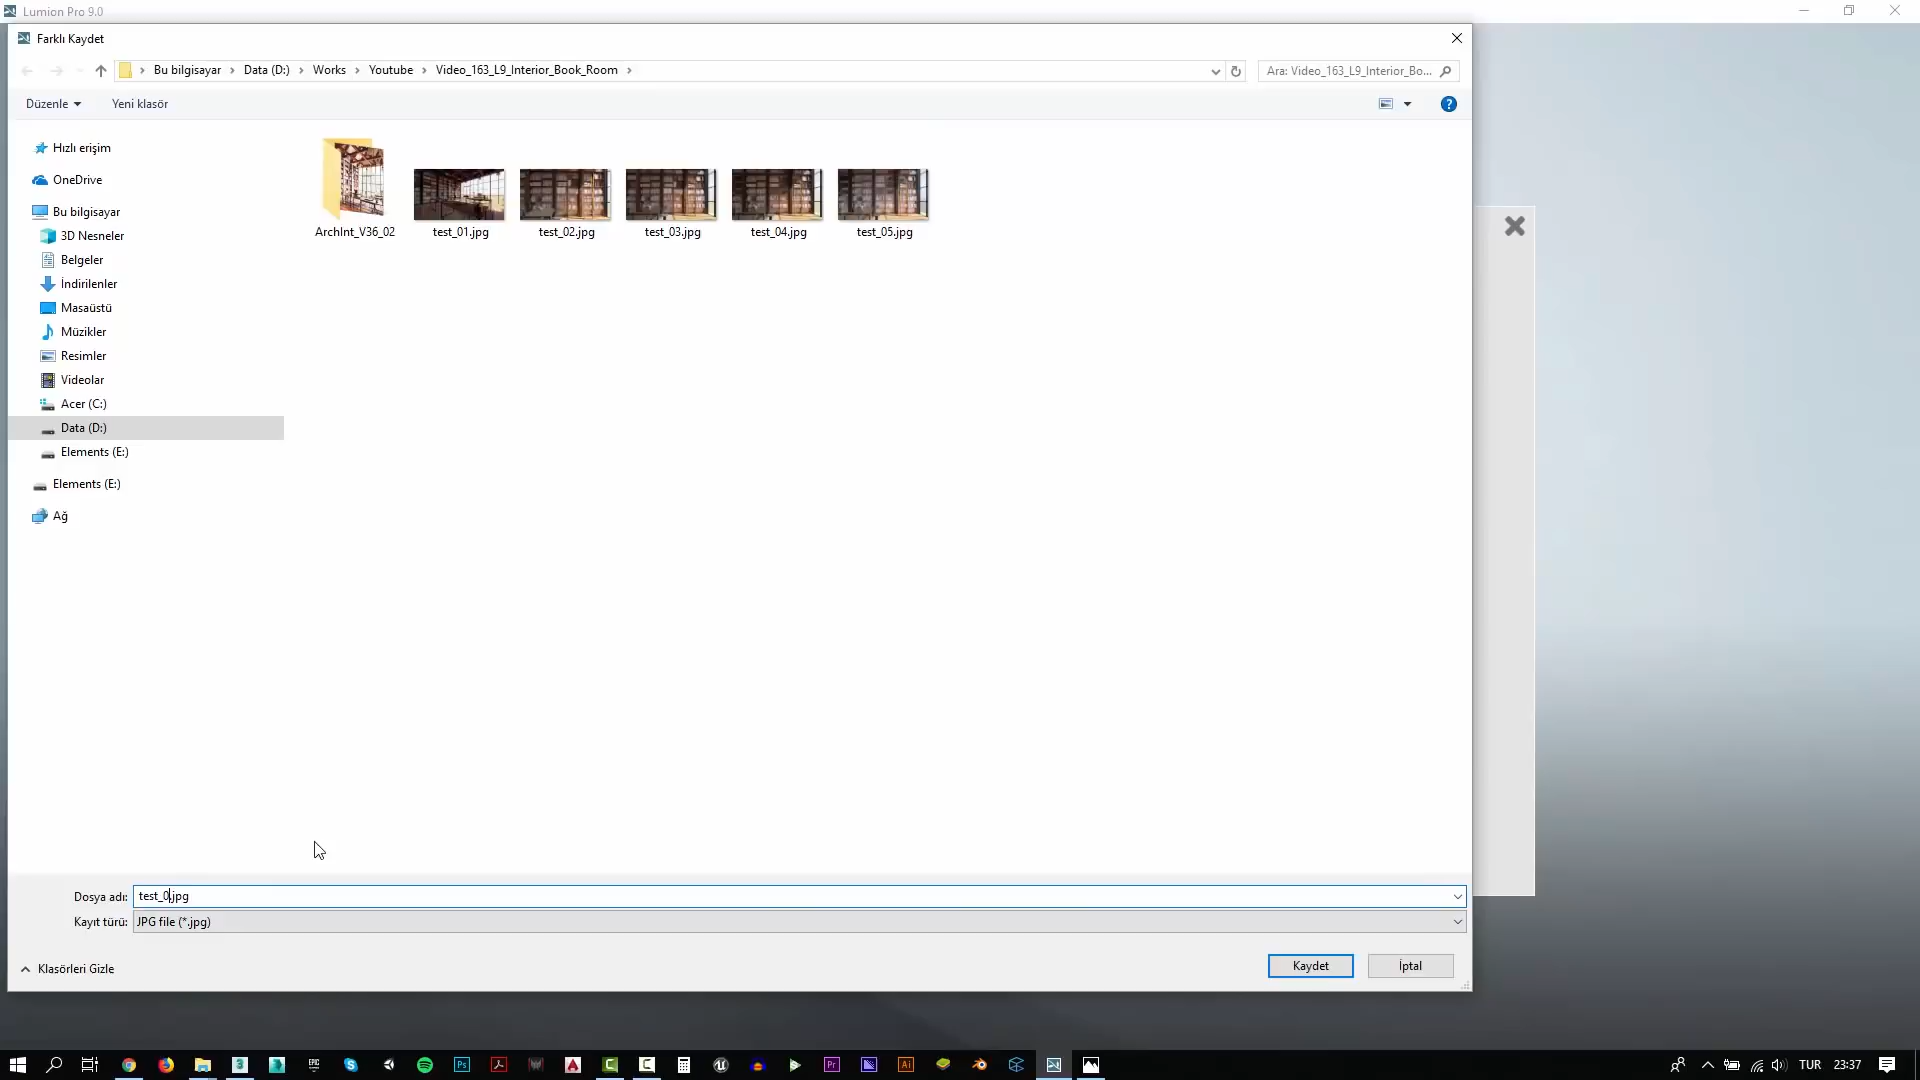 Lumion Pro 9.0
Farklı Kaydet
Bu bilgisayar Data (D:) Works Youtube Video_163_L9_Interior_Book_Room
Ara: Video_163_L9_Interior_Bo...
Düzenle Yeni klasör
Hızlı erişim
OneDrive
Bu bilgisayar
3D Nesneler
Belgeler
İndirilenler
Masaüstü
Müzikler
Resimler
Videolar
Acer (C:)
Data (D:)
Elements (E:)
Elements (E:)
Ağ
ArchInt_V36_02 test_01.jpg test_02.jpg test_03.jpg test_04.jpg test_05.jpg
Dosya adı: test_0.jpg
Kayıt türü: JPG file (*.jpg)
Klasörleri Gizle
Kaydet İptal
TUR 23:37